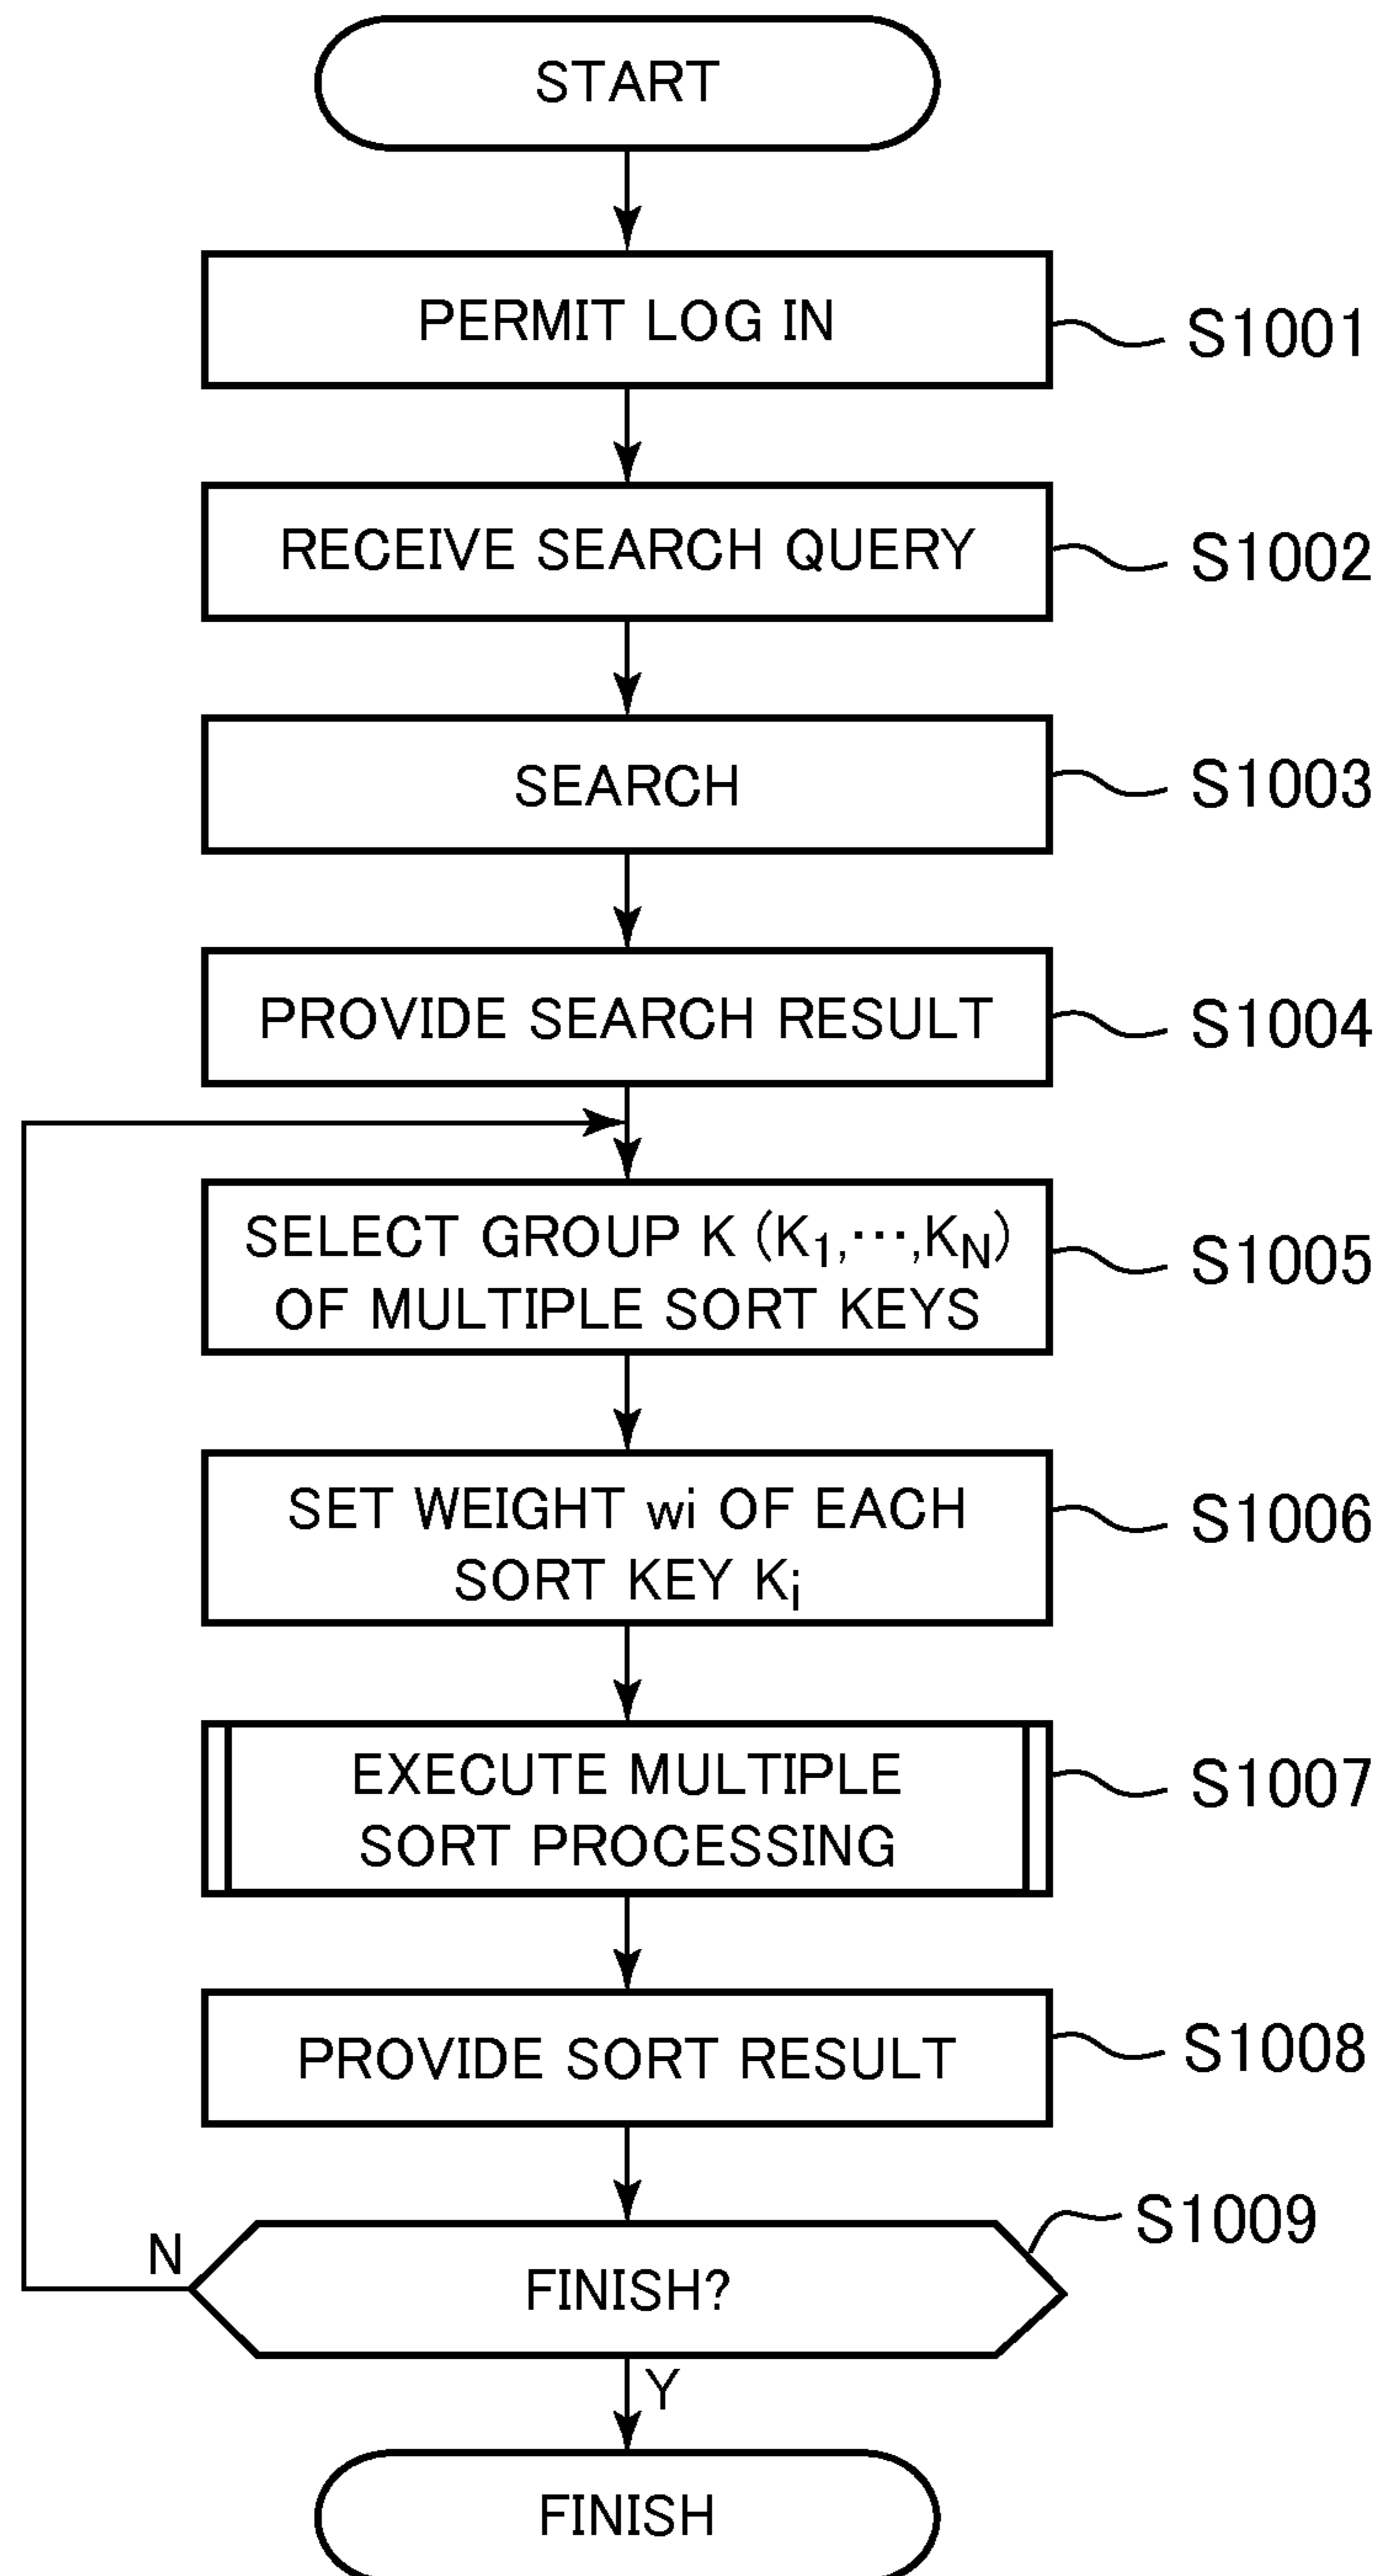 START
PERMIT LOG IN
S1001
RECEIVE SEARCH QUERY
S1002
SEARCH
S1003
PROVIDE SEARCH RESULT
S1004
SELECT GROUP K (K1,⋯,KN)
OF MULTIPLE SORT KEYS
S1005
SET WEIGHT wi OF EACH
SORT KEY Ki
S1006
EXECUTE MULTIPLE
SORT PROCESSING
S1007
PROVIDE SORT RESULT
S1008
S1009
N
FINISH?
Y
FINISH